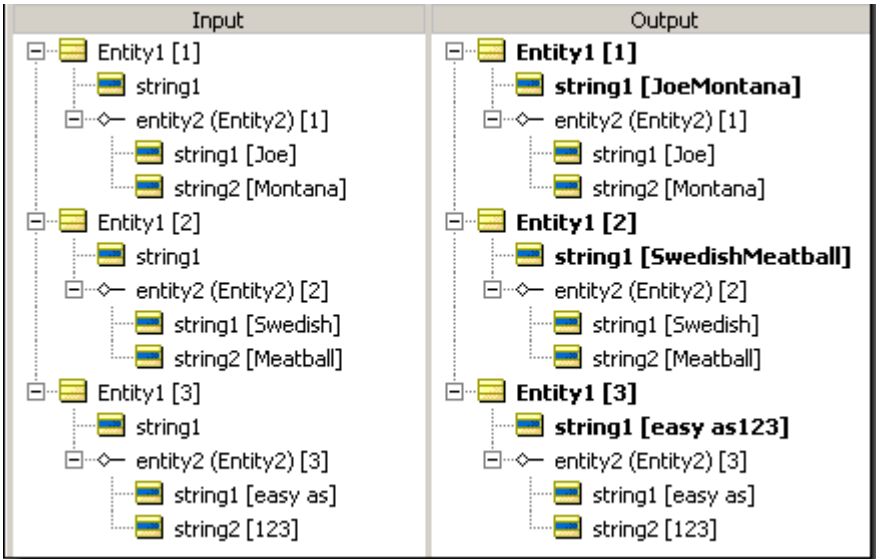 Input
Entity1 [1]
string1
entity2 (Entity2) [1]
string1 [Joe]
string2 [Montana]
Entity1 [2]
string1
entity2 (Entity2) [2]
string1 [Swedish]
string2 [Meatball]
Entity1 [3]
string1
entity2 (Entity2) [3]
string1 [easy as]
string2 [123]
Output
Entity1 [1]
string1 [JoeMontana]
entity2 (Entity2) [1]
string1 [Joe]
string2 [Montana]
Entity1 [2]
string1 [SwedishMeatball]
entity2 (Entity2) [2]
string1 [Swedish]
string2 [Meatball]
Entity1 [3]
string1 [easy as123]
entity2 (Entity2) [3]
string1 [easy as]
string2 [123]